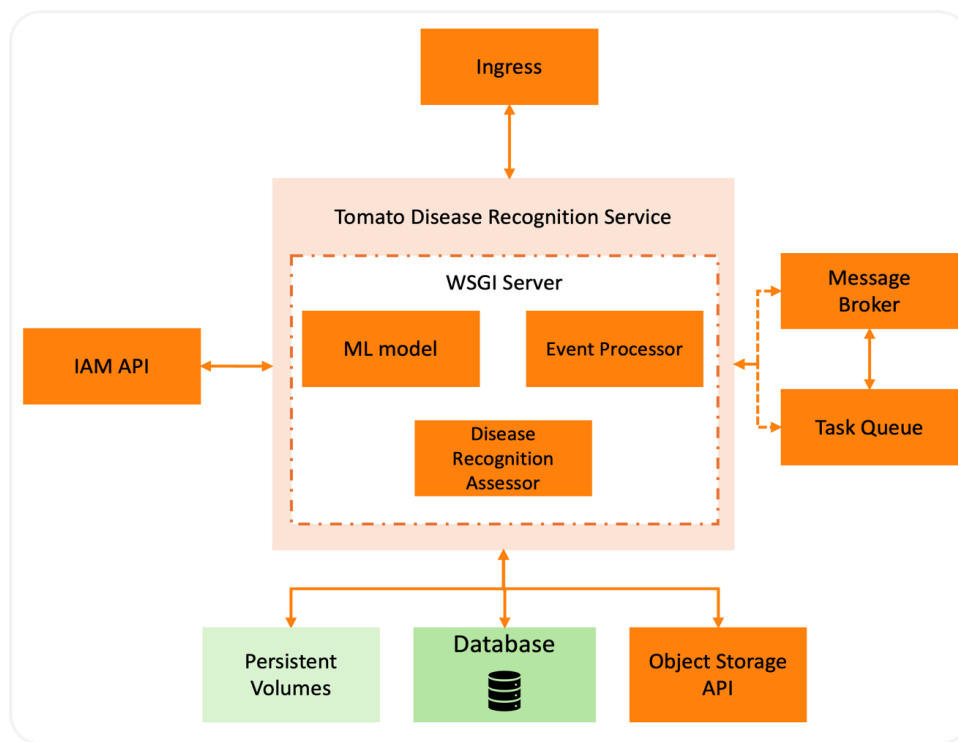 Ingress
Tomato Disease Recognition Service
WSGI Server
ML model
Event Processor
Disease
Recognition
Assessor
IAM API
Message
Broker
Task Queue
Persistent
Volumes
Database
Object Storage
API